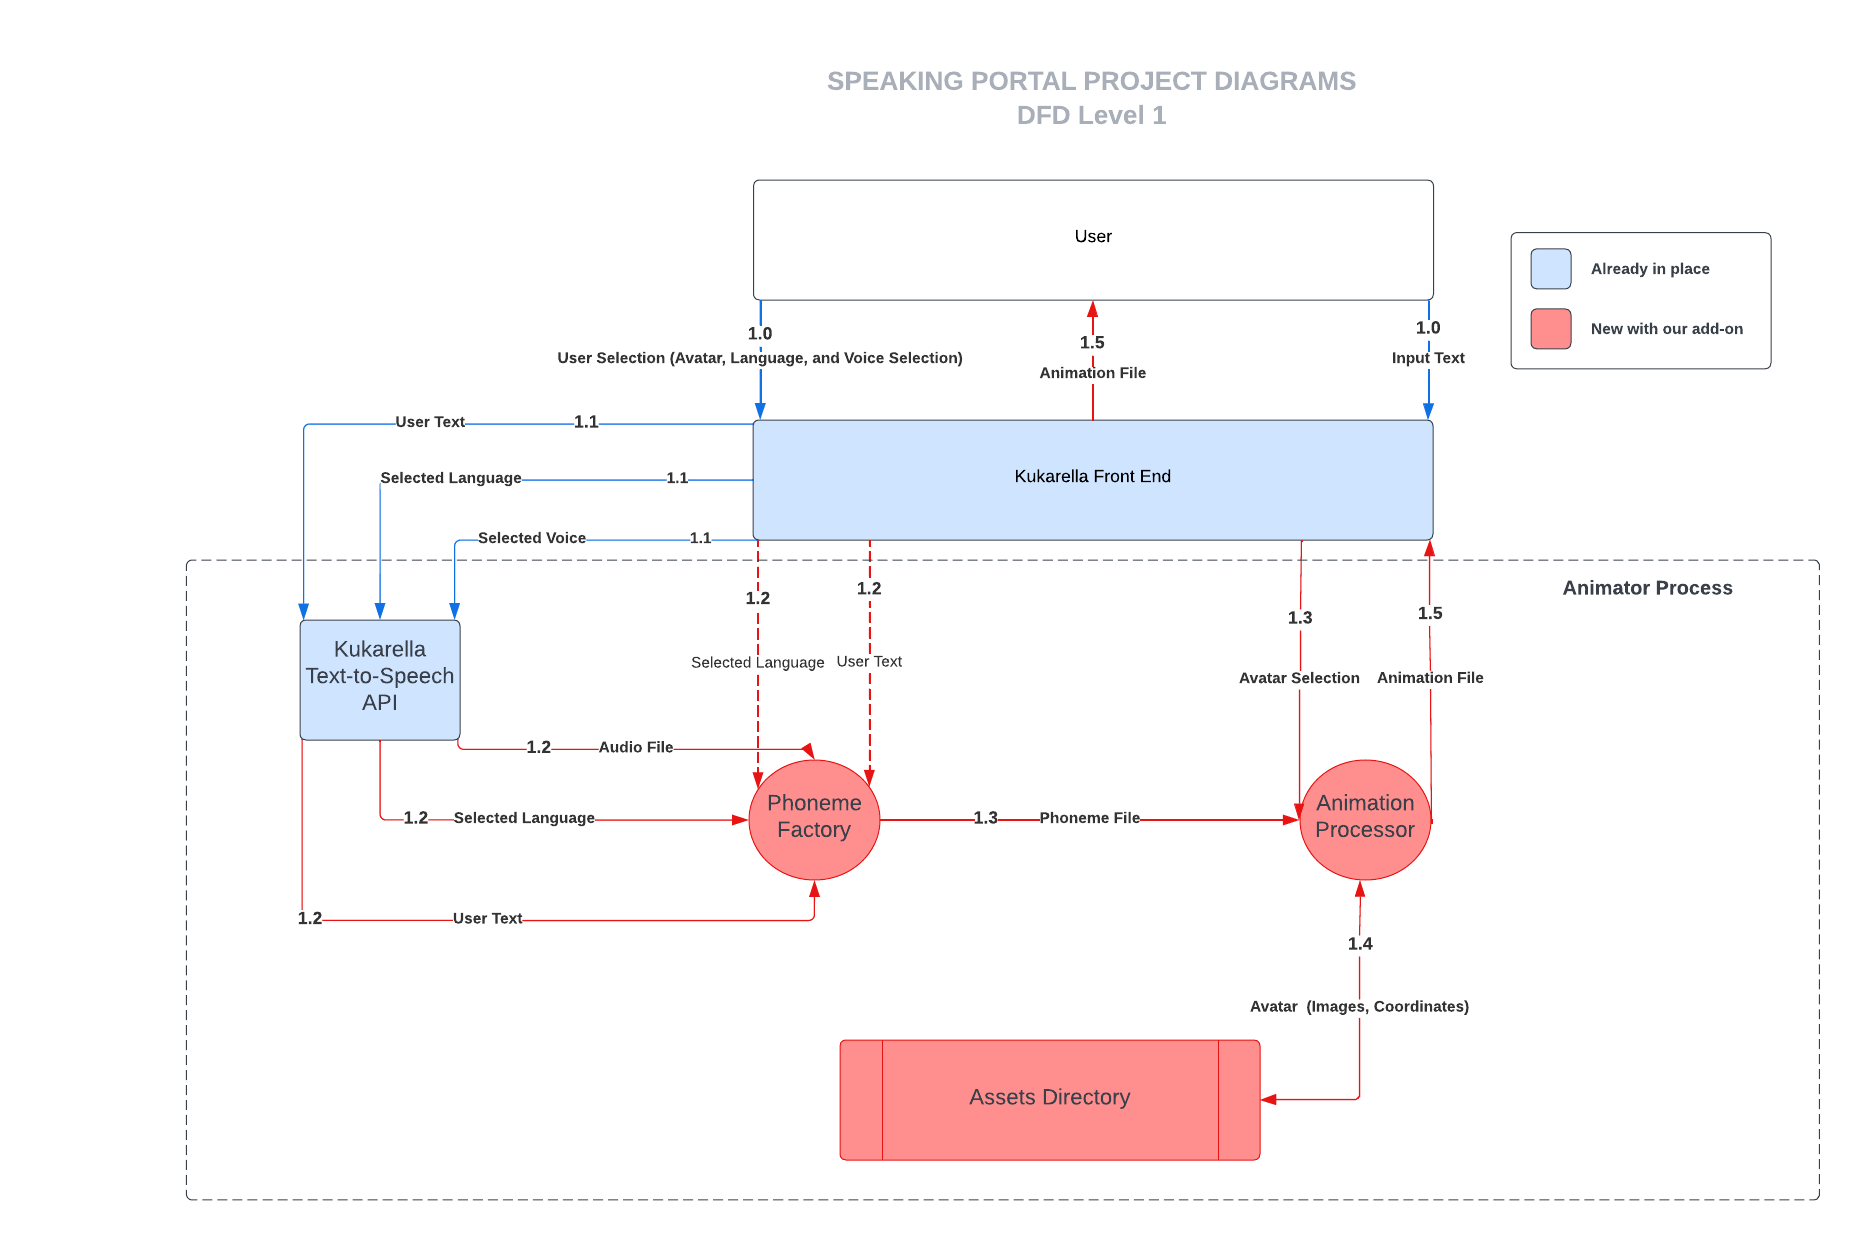 SPEAKING PORTAL PROJECT DIAGRAMS
DFD Level 1
User
Already in place
New with our add-on
1.0
User Selection (Avatar, Language, and Voice Selection)
1.5
Animation File
1.0
Input Text
User Text
1.1
Selected Language
1.1
Selected Voice
1.1
Kukarella Front End
Animator Process
1.2
Selected Language
1.2
User Text
1.3
Avatar Selection
1.5
Animation File
Kukarella
Text-to-Speech
API
1.2
Audio File
1.2
Selected Language
1.2
User Text
Phoneme
Factory
1.3
Phoneme File
Animation
Processor
1.4
Avatar  (Images, Coordinates)
Assets Directory